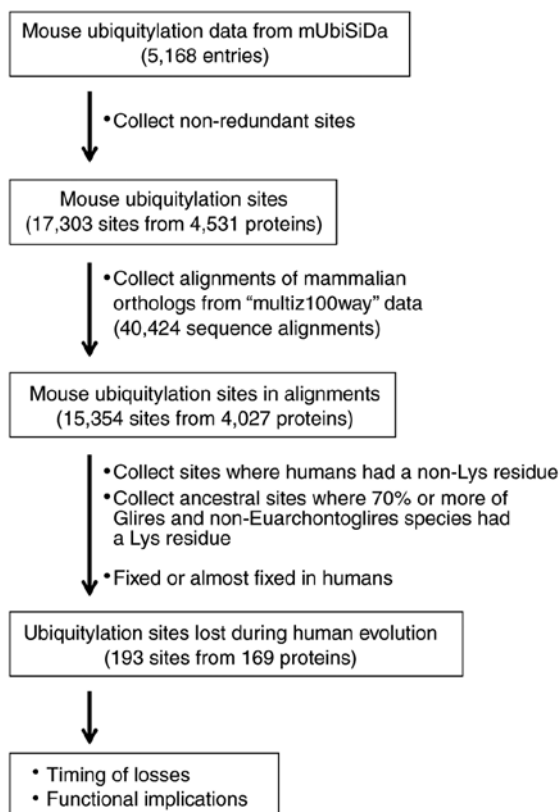 Mouse ubiquitylation data from mUbiSiDa
(5,168 entries)
•Collect non-redundant sites
Mouse ubiquitylation sites
(17,303 sites from 4,531 proteins)
•Collect alignments of mammalian
orthologs from “multiz100way” data
(40,424 sequence alignments)
Mouse ubiquitylation sites in alignments
(15,354 sites from 4,027 proteins)
•Collect sites where humans had a non-Lys residue
•Collect ancestral sites where 70% or more of
Glires and non-Euarchontoglires species had
a Lys residue
•Fixed or almost fixed in humans
Ubiquitylation sites lost during human evolution
(193 sites from 169 proteins)
• Timing of losses
• Functional implications